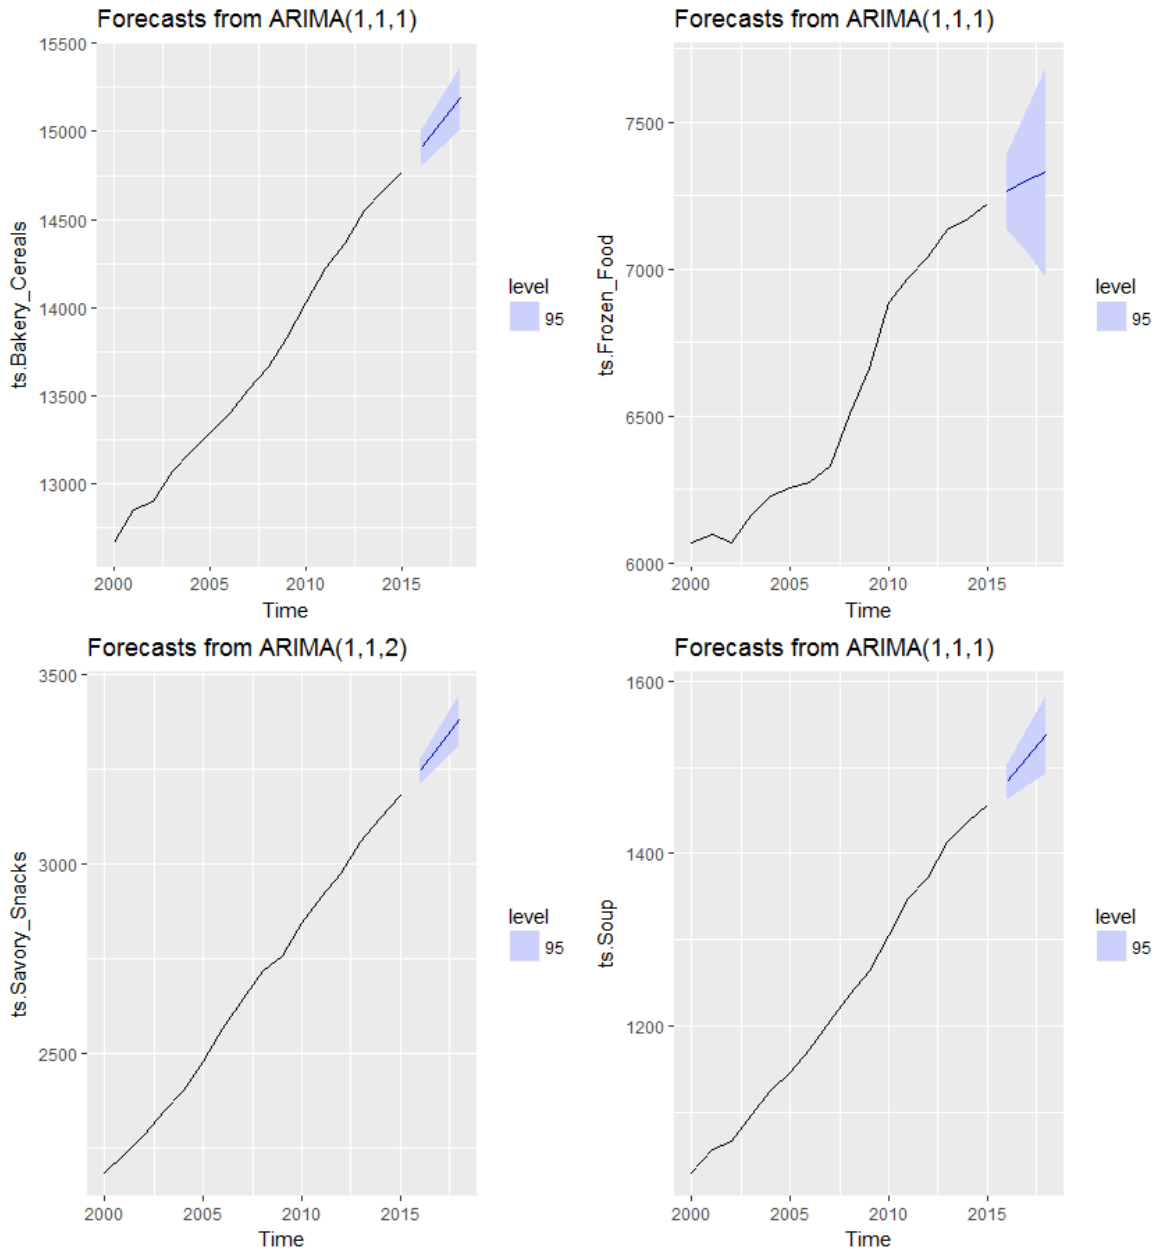 Forecasts from ARIMA(1,1,1)
15500
15000
14500
14000
13500
13000
ts.Bakery_Cereals
2000 2005 2010 2015
Time
level
95
Forecasts from ARIMA(1,1,1)
7500
7000
6500
6000
ts.Frozen_Food
2000 2005 2010 2015
Time
level
95
Forecasts from ARIMA(1,1,2)
3500
3000
2500
ts.Savory_Snacks
2000 2005 2010 2015
Time
level
95
Forecasts from ARIMA(1,1,1)
1600
1400
1200
ts.Soup
2000 2005 2010 2015
Time
level
95